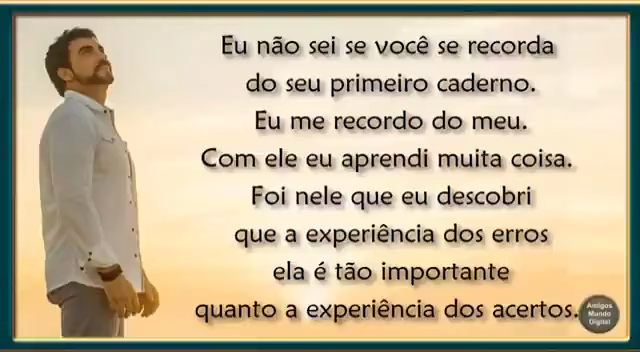 Eu não sei se você se recorda
do seu primeiro caderno.
Eu me recordo do meu.
Com ele eu aprendi muita coisa.
Foi nele que eu descobri
que a experiência dos erros
ela é tão importante
quanto a experiência dos acertos.
Amigos
Mundo
Digital